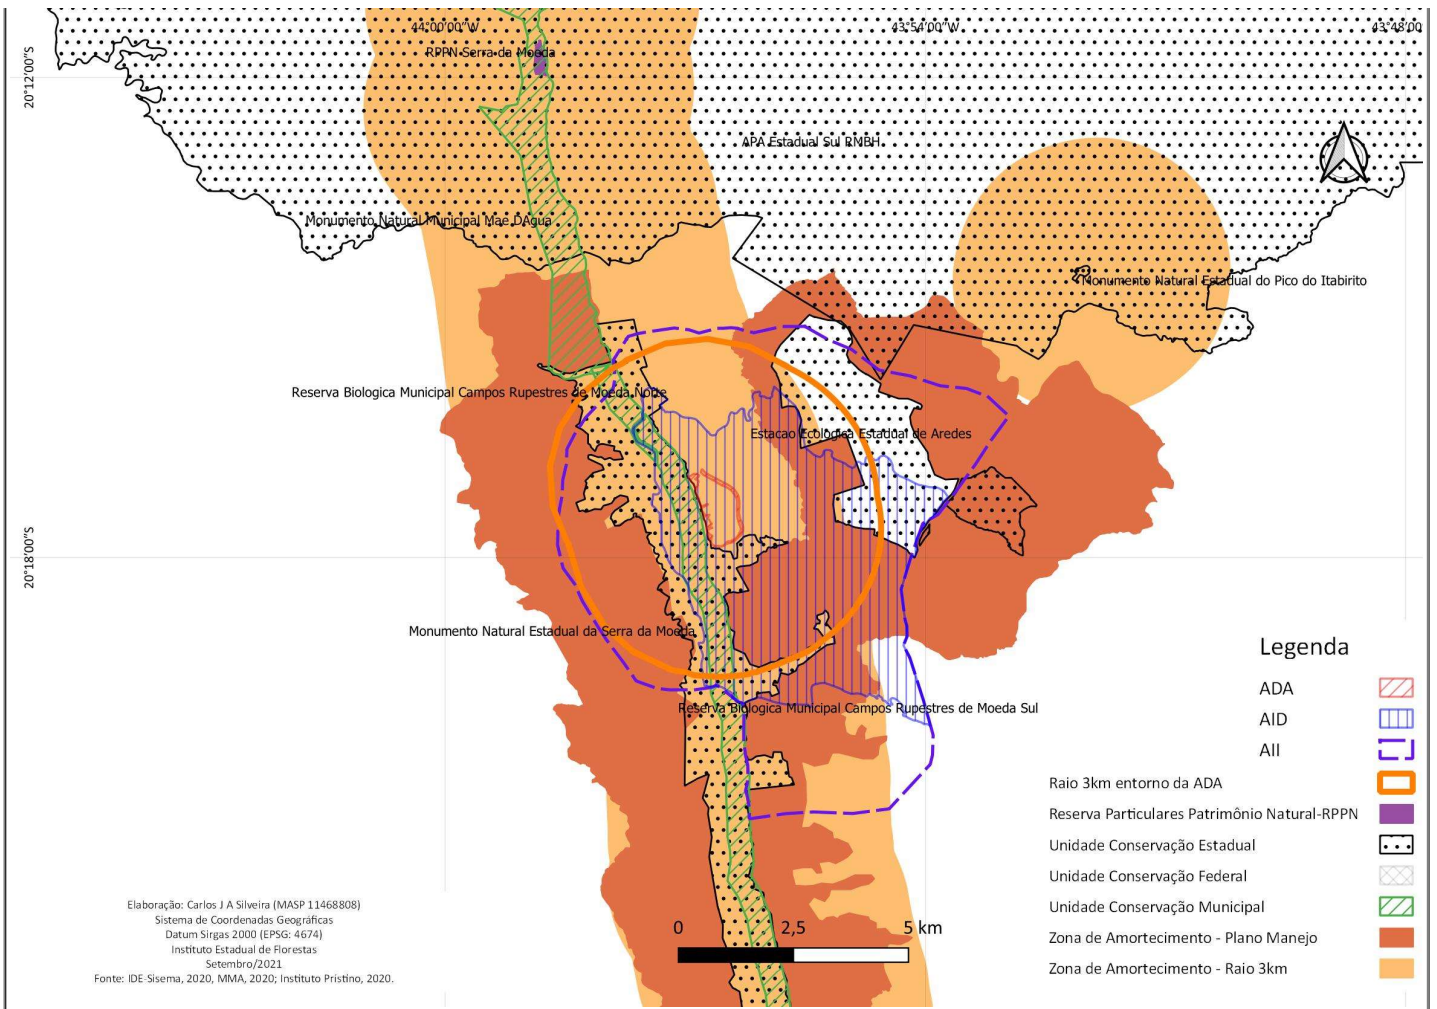 44°00'00"W
43°54'00"W
43°48'00
RPPN Serra da Moeda
20°12'00"S
APA Estadual Sul RMBH
Monumento Natural Municipal Mae DAgua
Monumento Natural Estadual do Pico do Itabirito
Reserva Biologica Municipal Campos Rupestres de Moeda Norte
Estacao Ecologica Estadual de Aredes
20°18'00"S
Monumento Natural Estadual da Serra da Moeda
Reserva Biologica Municipal Campos Rupestres de Moeda Sul
Legenda
ADA
AID
AII
Raio 3km entorno da ADA
Reserva Particulares Patrimônio Natural-RPPN
Unidade Conservação Estadual
Unidade Conservação Federal
Unidade Conservação Municipal
Zona de Amortecimento - Plano Manejo
Zona de Amortecimento - Raio 3km
0 2,5 5 km
Elaboração: Carlos J A Silveira (MASP 11468808)
Sistema de Coordenadas Geográficas
Datum Sirgas 2000 (EPSG: 4674)
Instituto Estadual de Florestas
Setembro/2021
Fonte: IDE-Sisema, 2020, MMA, 2020; Instituto Prístino, 2020.